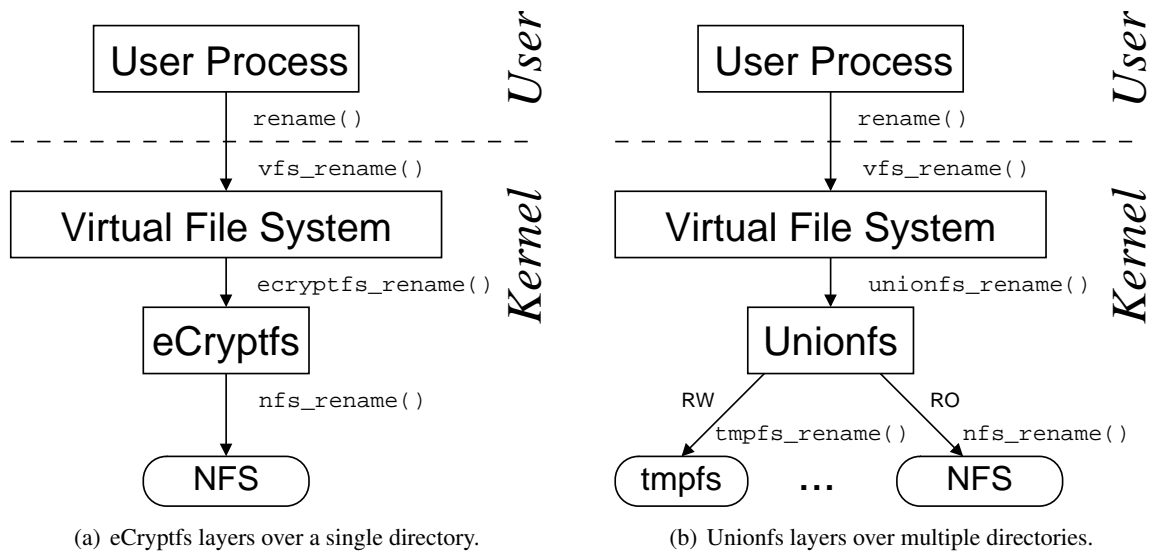 User Process
User
rename()
vfs_rename()
Virtual File System
Kernel
ecryptfs_rename()
eCryptfs
nfs_rename()
NFS
(a) eCryptfs layers over a single directory.
User Process
User
rename()
vfs_rename()
Virtual File System
Kernel
unionfs_rename()
Unionfs
RW
RO
tmpfs_rename()
nfs_rename()
tmpfs
...
NFS
(b) Unionfs layers over multiple directories.